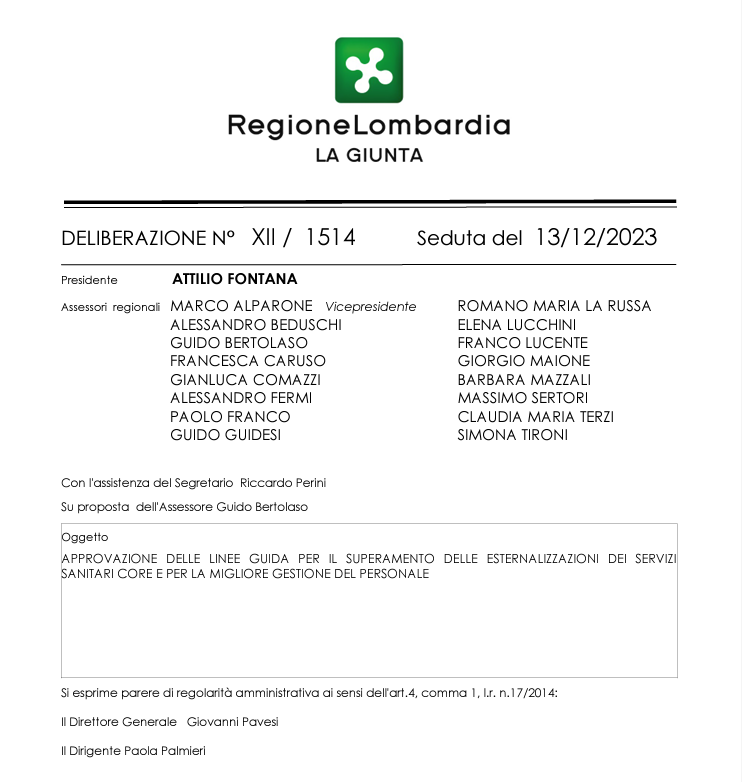 RegioneLombardia
LA GIUNTA
DELIBERAZIONE N° XII / 1514 Seduta del 13/12/2023
Presidente ATTILIO FONTANA
Assessori regionali MARCO ALPARONE Vicepresidente ROMANO MARIA LA RUSSA
ALESSANDRO BEDUSCHI ELENA LUCCHINI
GUIDO BERTOLASO FRANCO LUCENTE
FRANCESCA CARUSO GIORGIO MAIONE
GIANLUCA COMAZZI BARBARA MAZZALI
ALESSANDRO FERMI MASSIMO SERTORI
PAOLO FRANCO CLAUDIA MARIA TERZI
GUIDO GUIDESI SIMONA TIRONI
Con l'assistenza del Segretario Riccardo Perini
Su proposta dell'Assessore Guido Bertolaso
Oggetto
APPROVAZIONE DELLE LINEE GUIDA PER IL SUPERAMENTO DELLE ESTERNALIZZAZIONI DEI SERVIZI
SANITARI CORE E PER LA MIGLIORE GESTIONE DEL PERSONALE
Si esprime parere di regolarità amministrativa ai sensi dell'art.4, comma 1, l.r. n.17/2014:
Il Direttore Generale Giovanni Pavesi
Il Dirigente Paola Palmieri